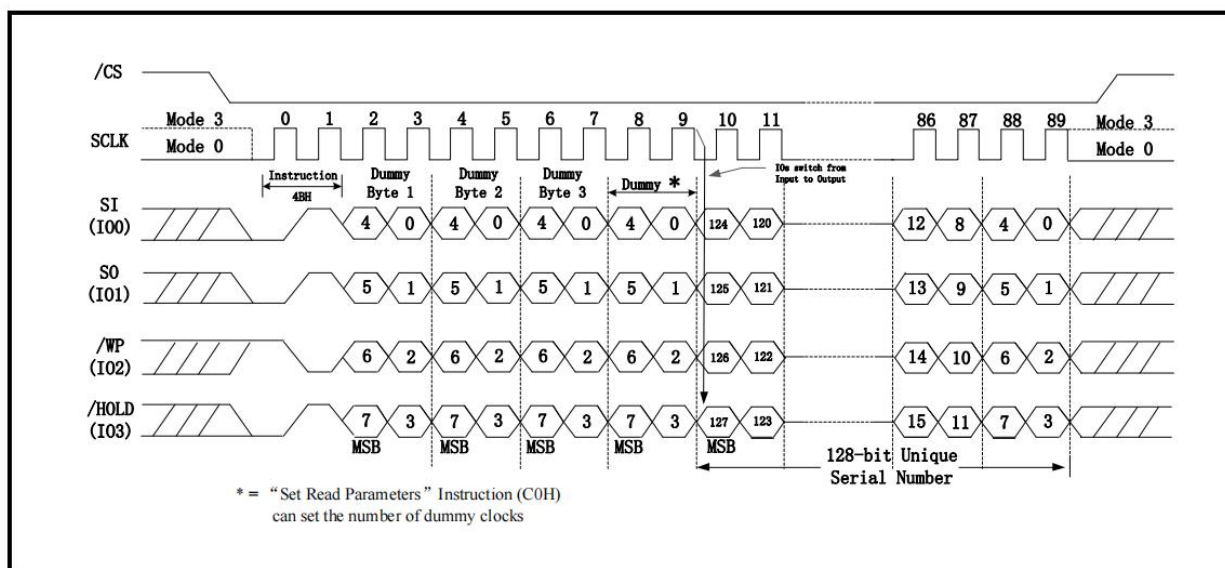 /CS
Mode 3 0 1 2 3 4 5 6 7 8 9 10 11 86 87 88 89 Mode 3
SCLK Mode 0 Mode 0
Instruction Dummy Dummy Dummy Dummy * IOs switch from
4BH Byte 1 Byte 2 Byte 3 Input to Output
SI
(IO0) 4 0 4 0 4 0 4 0 124 120 12 8 4 0
SO
(IO1) 5 1 5 1 5 1 5 1 125 121 13 9 5 1
/WP
(IO2) 6 2 6 2 6 2 6 2 126 122 14 10 6 2
/HOLD
(IO3) 7 3 7 3 7 3 7 3 127 123 15 11 7 3
MSB MSB MSB MSB MSB
128-bit Unique
Serial Number
* = “Set Read Parameters” Instruction (C0H)
can set the number of dummy clocks